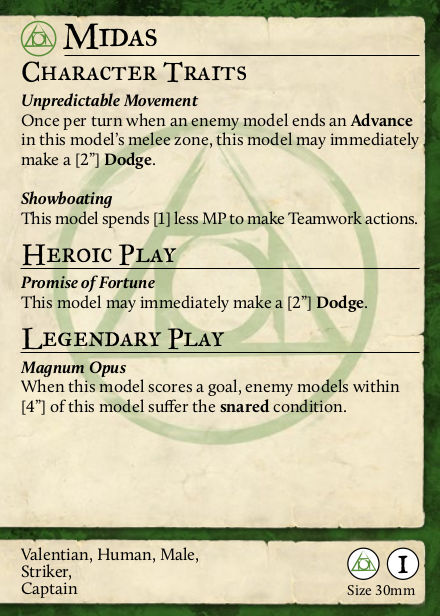 Midas
Character Traits
Unpredictable Movement
Once per turn when an enemy model ends an Advance
in this model's melee zone, this model may immediately
make a [2"] Dodge.
Showboating
This model spends [1] less MP to make Teamwork actions.
Heroic Play
Promise of Fortune
This model may immediately make a [2"] Dodge.
Legendary Play
Magnum Opus
When this model scores a goal, enemy models within
[4"] of this model suffer the snared condition.
Valentian, Human, Male,
Striker,
Captain
I
Size 30mm